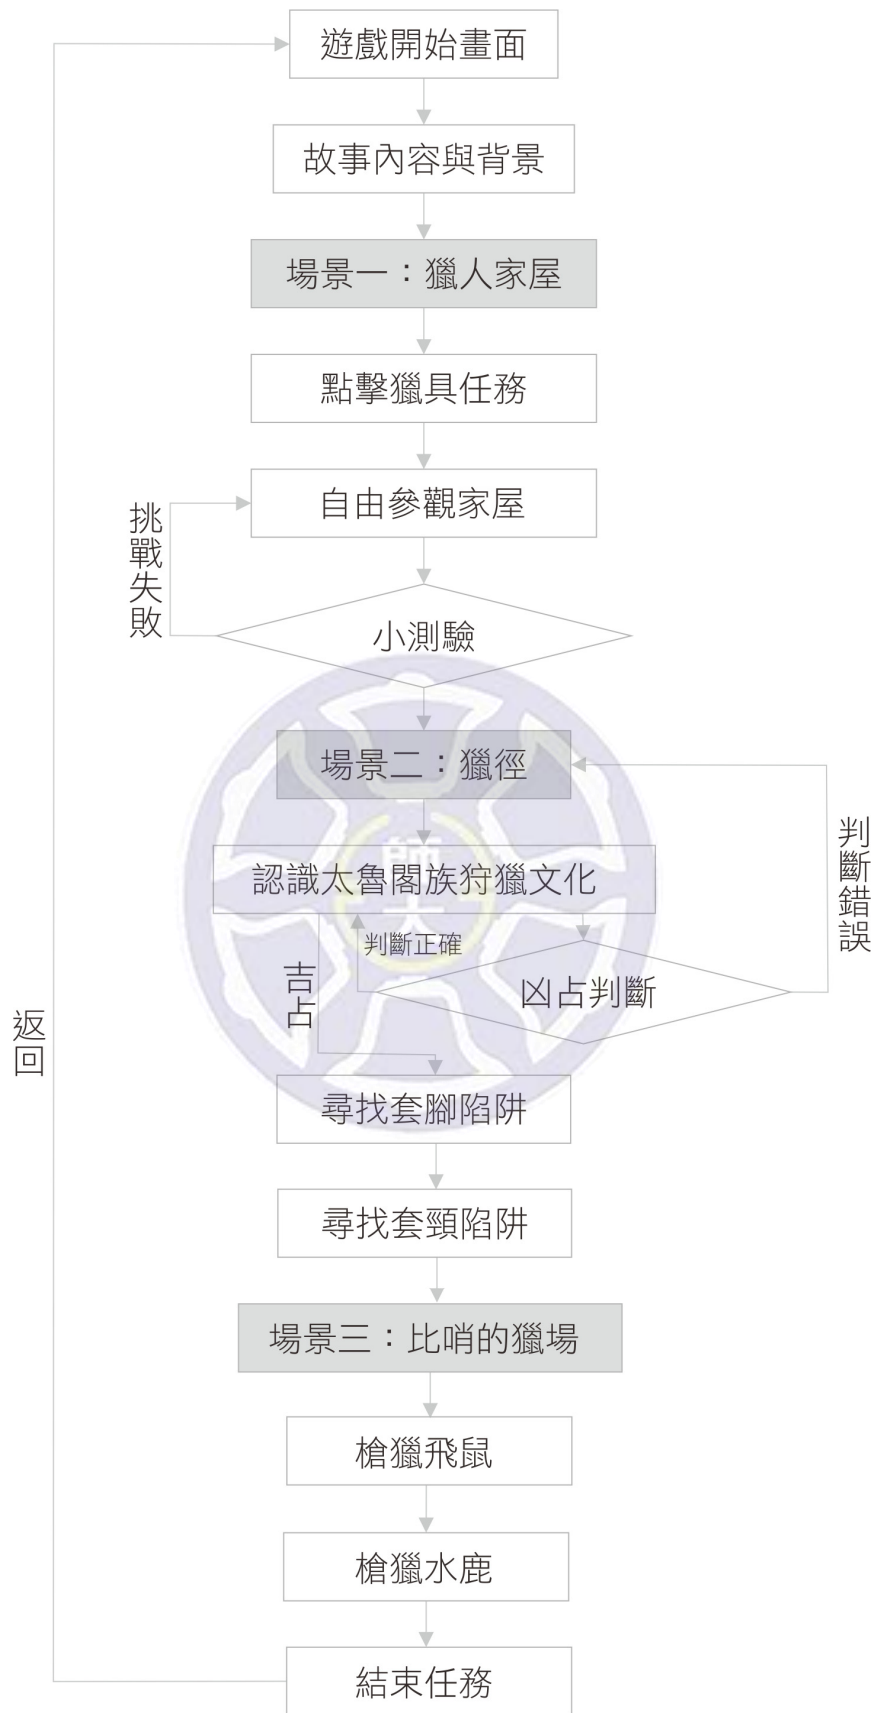 遊戲開始畫面
故事內容與背景
場景一：獵人家屋
點擊獵具任務
自由參觀家屋
挑戰失敗
小測驗
場景二：獵徑
判斷錯誤
師大
認識太魯閣族狩獵文化
判斷正確
吉占
凶占判斷
返回
尋找套腳陷阱
尋找套頸陷阱
場景三：比哨的獵場
槍獵飛鼠
槍獵水鹿
結束任務